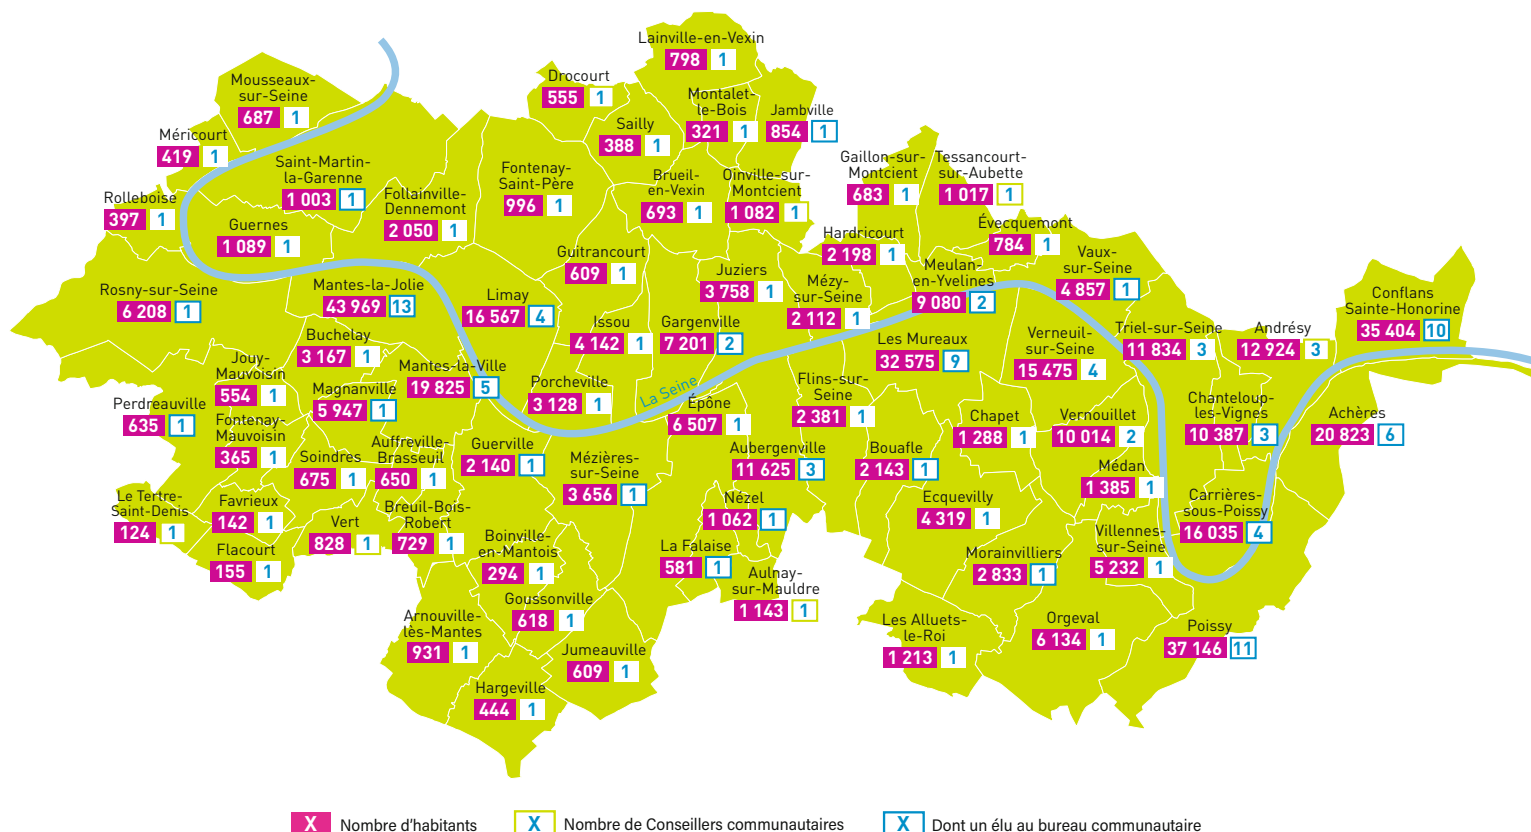 Lainville-en-Vexin
798 1
Drocourt
555 1
Mousseaux-
sur-Seine
687 1
Montalet-
le-Bois
321 1
Jambville
854 1
Sailly
388 1
Méricourt
419 1
Saint-Martin-
la-Garenne
1 003 1
Fontenay-
Saint-Père
996 1
Brueil-
en-Vexin
693 1
Oinville-sur-
Montcient
1 082 1
Gaillon-sur-
Montcient
683 1
Tessancourt-
sur-Aubette
1 017 1
Rolleboise
397 1
Follainville-
Dennemont
2 050 1
Guernes
1 089 1
Hardricourt
2 198 1
Évecquemont
784 1
Guitrancourt
609 1
Juziers
3 758 1
Mézy-
sur-Seine
2 112 1
Meulan-
en-Yvelines
9 080 2
Vaux-
sur-Seine
4 857 1
Rosny-sur-Seine
6 208 1
Mantes-la-Jolie
43 969 13
Limay
16 567 4
Conflans
Sainte-Honorine
35 404 10
Buchelay
3 167 1
Issou
4 142 1
Gargenville
7 201 2
Les Mureaux
32 575 9
Verneuil-
sur-Seine
15 475 4
Triel-sur-Seine
11 834 3
Andrésy
12 924 3
Jouy-
Mauvoisin
554 1
Magnanville
5 947 1
Mantes-la-Ville
19 825 5
Porcheville
3 128 1
La Seine
Flins-sur-
Seine
2 381 1
Perdreauville
635 1
Fontenay-
Mauvoisin
365 1
Épône
6 507 1
Chapet
1 288 1
Vernouillet
10 014 2
Chanteloup-
les-Vignes
10 387 3
Achères
20 823 6
Soindres
675 1
Auffreville-
Brasseuil
650 1
Guerville
2 140 1
Mézières-
sur-Seine
3 656 1
Aubergenville
11 625 3
Bouafle
2 143 1
Médan
1 385 1
Le Tertre-
Saint-Denis
124 1
Favrieux
142 1
Vert
828 1
Breuil-Bois-
Robert
729 1
Nézel
1 062 1
Ecquevilly
4 319 1
Carrières-
sous-Poissy
16 035 4
Flacourt
155 1
Boinville-
en-Mantois
294 1
La Falaise
581 1
Aulnay-
sur-Mauldre
1 143 1
Morainvilliers
2 833 1
Villennes-
sur-Seine
5 232 1
Goussonville
618 1
Arnouville-
lès-Mantes
931 1
Les Alluets-
le-Roi
1 213 1
Orgeval
6 134 1
Poissy
37 146 11
Jumeauville
609 1
Hargeville
444 1
X Nombre d'habitants
X Nombre de Conseillers communautaires
X Dont un élu au bureau communautaire